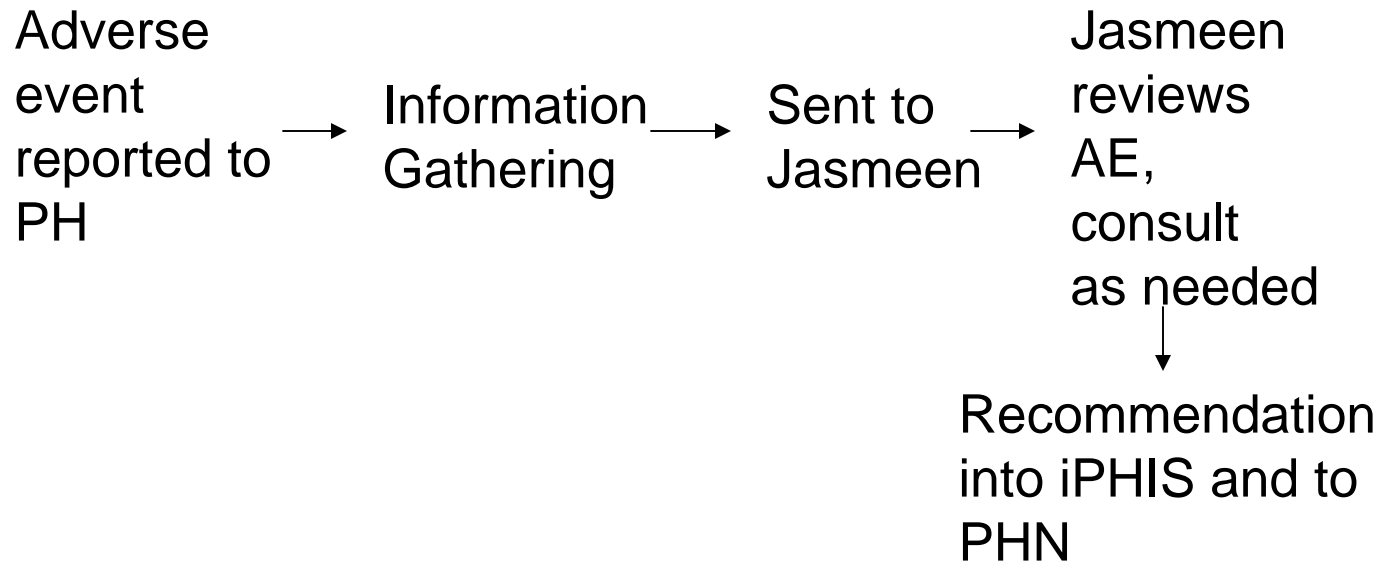 Adverse
event
reported to
PH
Information
Gathering
Sent to
Jasmeen
Jasmeen
reviews
AE,
consult
as needed
Recommendation
into iPHIS and to
PHN